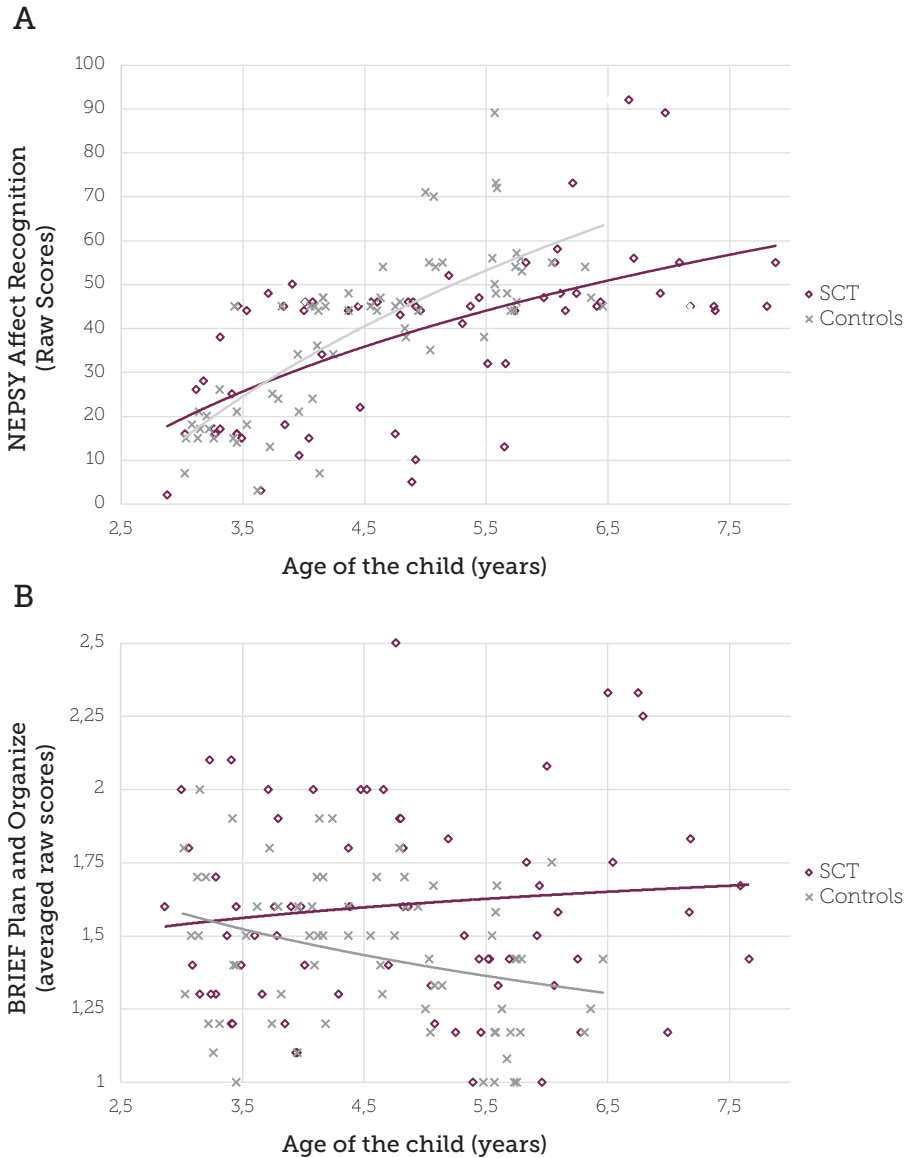 A
100
90
80
70
60
50
40
30
20
10
0
NEPSY Affect Recognition
(Raw Scores)
2,5
3,5
4,5
5,5
6,5
7,5
Age of the child (years)
SCT
Controls
B
2,5
2,25
2
1,75
1,5
1,25
1
BRIEF Plan and Organize
(averaged raw scores)
2,5
3,5
4,5
5,5
6,5
7,5
Age of the child (years)
SCT
Controls